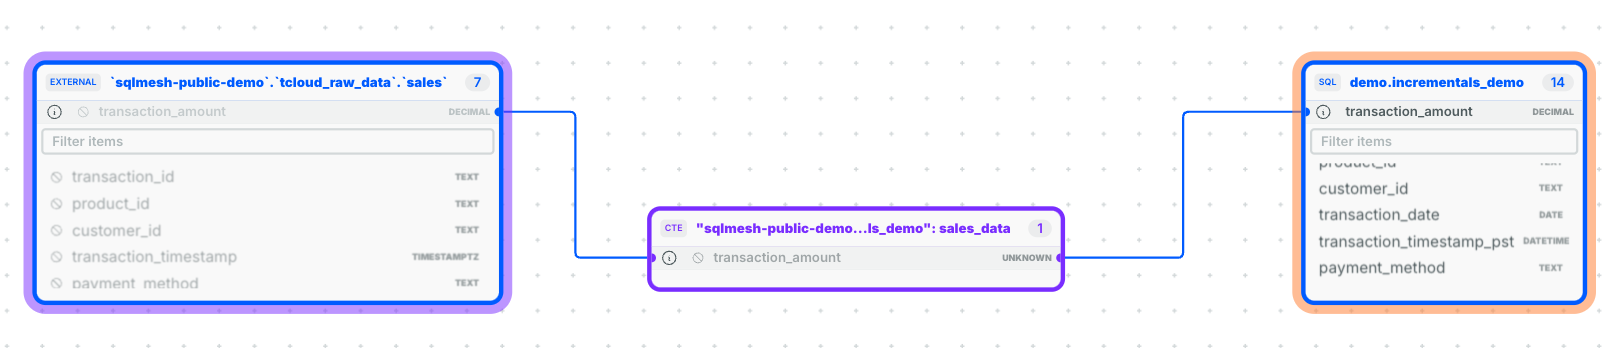 EXTERNAL `sqlmesh-public-demo`.`tcloud_raw_data`.`sales` 7
transaction_amount DECIMAL
Filter items
transaction_id TEXT
product_id TEXT
customer_id TEXT
transaction_timestamp TIMESTAMPTZ
payment_method TEXT
CTE "sqlmesh-public-demo...ls_demo": sales_data 1
transaction_amount UNKNOWN
SQL demo.incrementals_demo 14
transaction_amount DECIMAL
Filter items
product_id TEXT
customer_id TEXT
transaction_date DATE
transaction_timestamp_pst DATETIME
payment_method TEXT